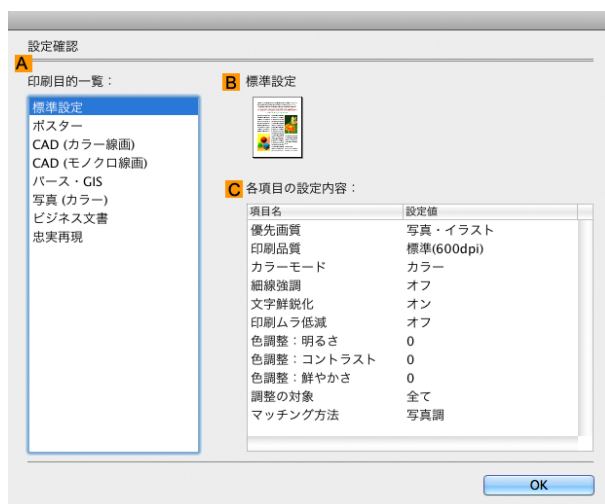 設定確認
A
印刷目的一覧：
標準設定
ポスター
CAD (カラー線画)
CAD (モノクロ線画)
パース・GIS
写真 (カラー)
ビジネス文書
忠実再現
B 標準設定
C 各項目の設定内容：
項目名 設定値
優先画質 写真・イラスト
印刷品質 標準(600dpi)
カラーモード カラー
細線強調 オフ
文字鮮鋭化 オン
印刷ムラ低減 オフ
色調整：明るさ 0
色調整：コントラスト 0
色調整：鮮やかさ 0
調整の対象 全て
マッチング方法 写真調
OK